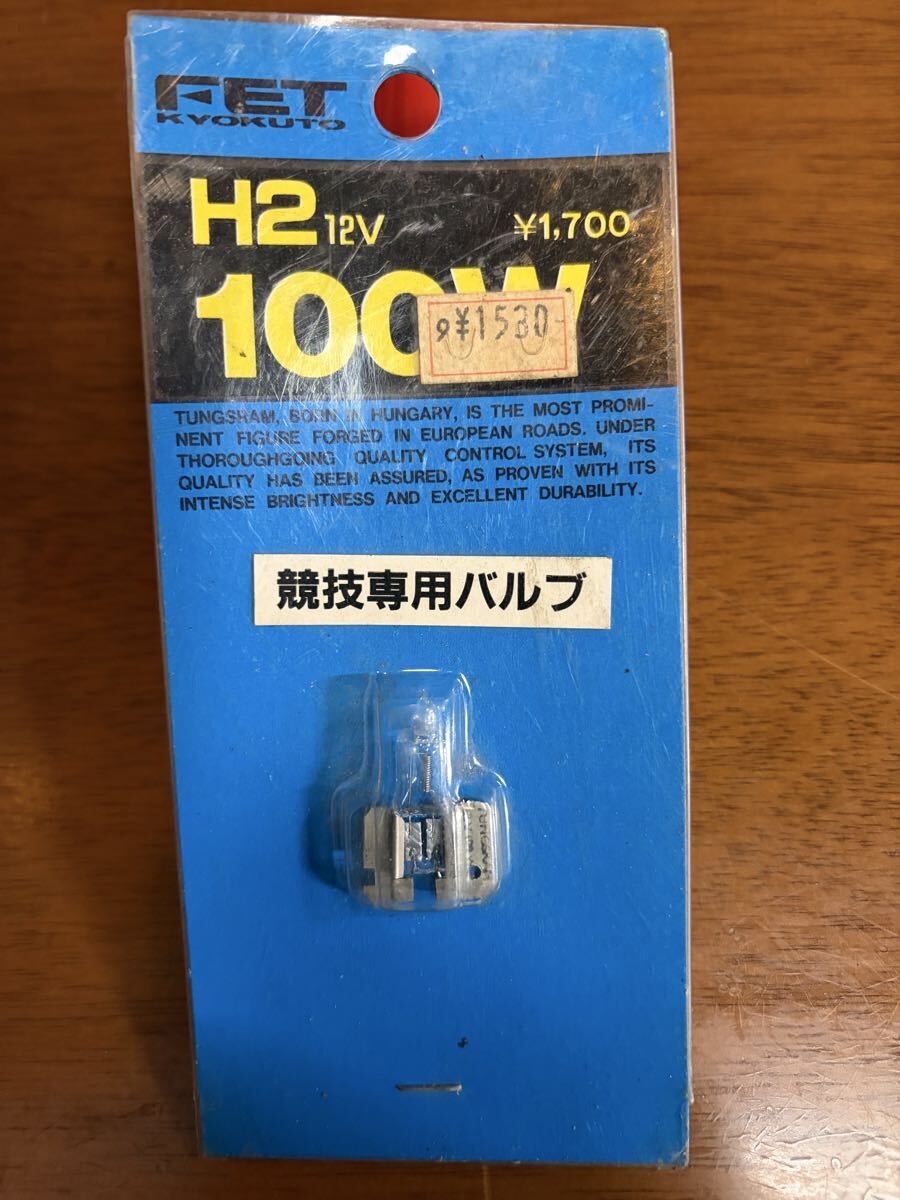 FET
KYOKUTO
H2 12V ¥1,700
100W
9¥1530-
TUNGSRAM, BORN IN HUNGARY, IS THE MOST PROMI-
NENT FIGURE FORGED IN EUROPEAN ROADS. UNDER
THOROUGHGOING QUALITY CONTROL SYSTEM, ITS
QUALITY HAS BEEN ASSURED, AS PROVEN WITH ITS
INTENSE BRIGHTNESS AND EXCELLENT DURABILITY.
競技専用バルブ